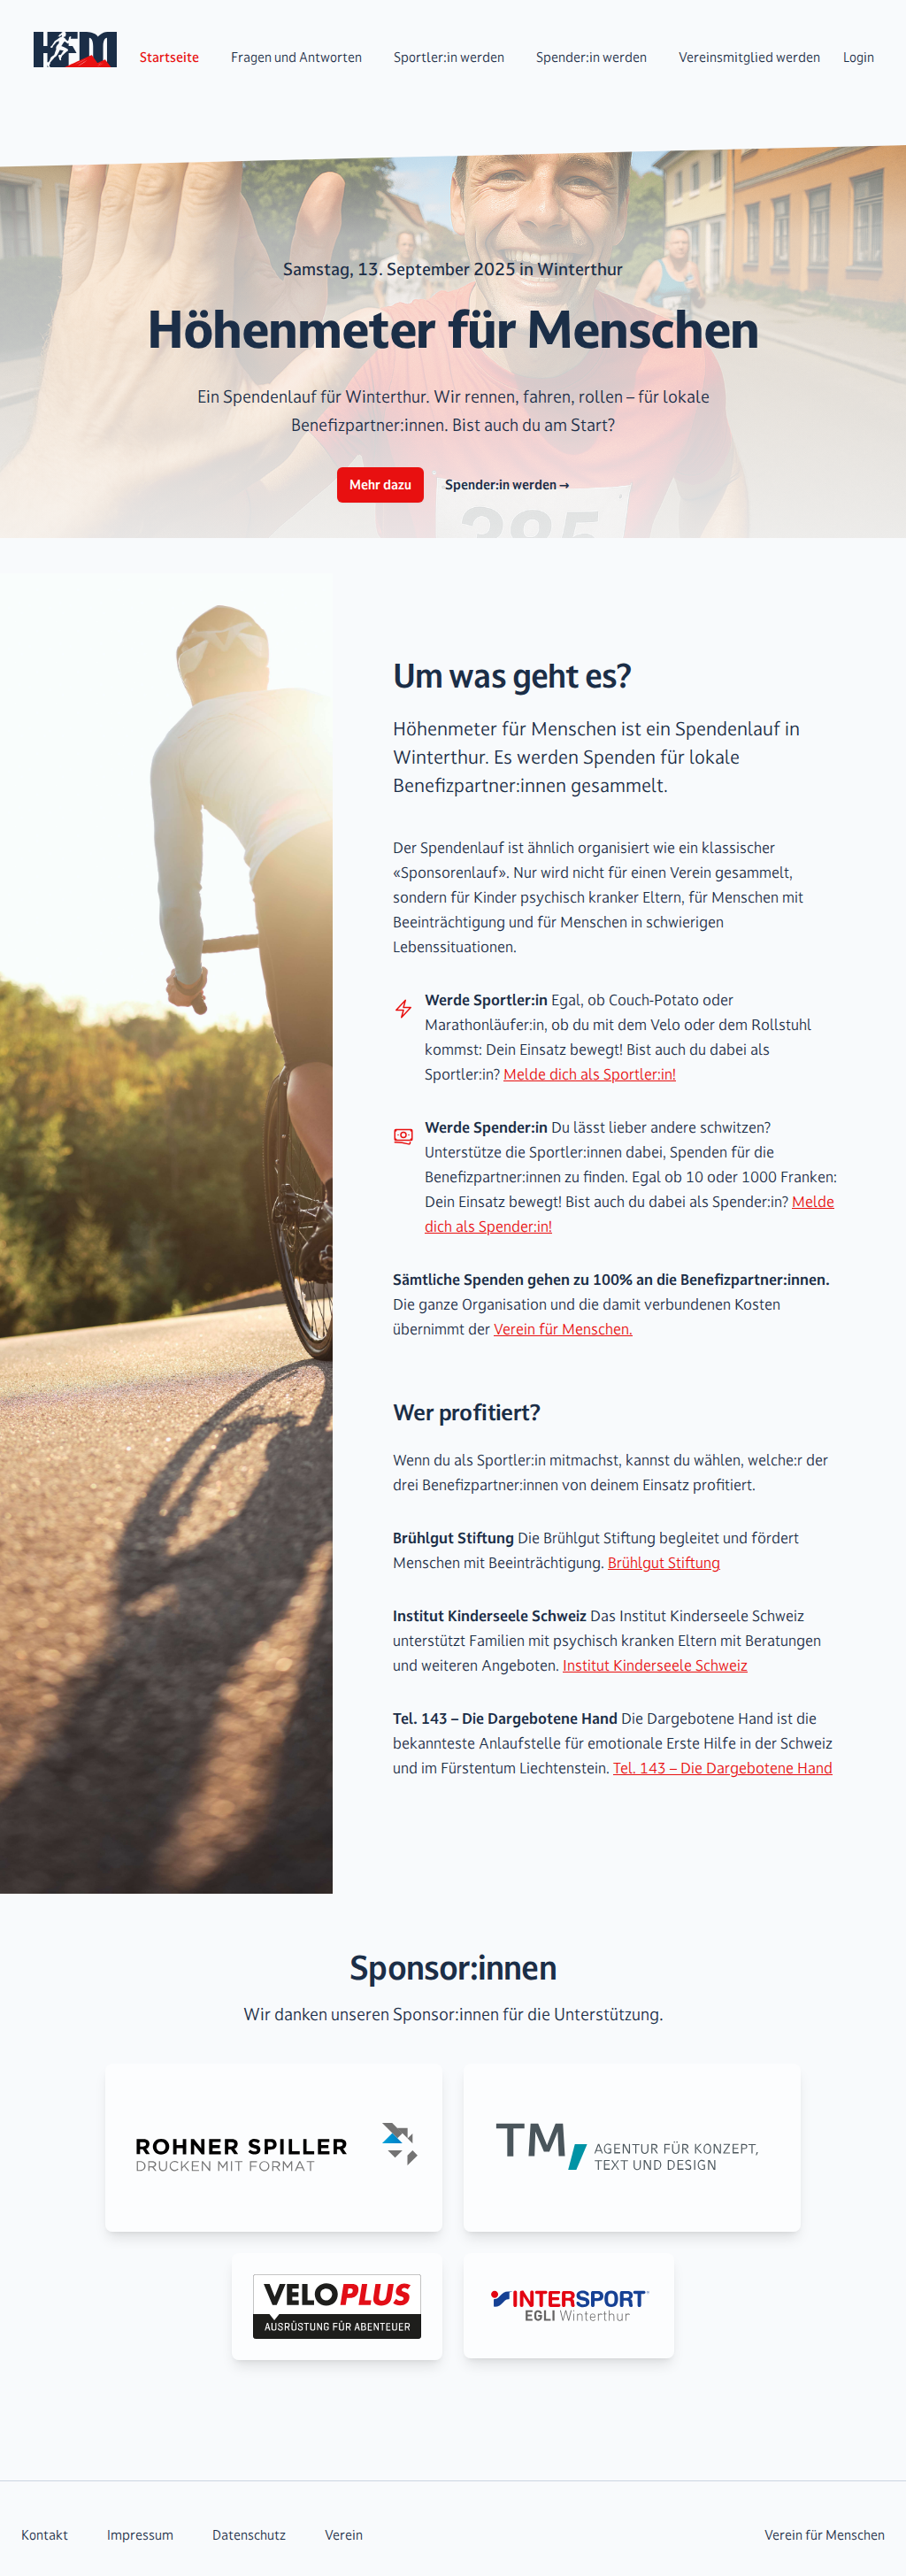 HFM
Startseite
Fragen und Antworten
Sportler:in werden
Spender:in werden
Vereinsmitglied werden
Login
Samstag, 13. September 2025 in Winterthur
Höhenmeter für Menschen
Ein Spendenlauf für Winterthur. Wir rennen, fahren, rollen – für lokale
Benefizpartner:innen. Bist auch du am Start?
Mehr dazu
Spender:in werden →
385
Um was geht es?
Höhenmeter für Menschen ist ein Spendenlauf in
Winterthur. Es werden Spenden für lokale
Benefizpartner:innen gesammelt.
Der Spendenlauf ist ähnlich organisiert wie ein klassischer
«Sponsorenlauf». Nur wird nicht für einen Verein gesammelt,
sondern für Kinder psychisch kranker Eltern, für Menschen mit
Beeinträchtigung und für Menschen in schwierigen
Lebenssituationen.
Werde Sportler:in Egal, ob Couch-Potato oder
Marathonläufer:in, ob du mit dem Velo oder dem Rollstuhl
kommst: Dein Einsatz bewegt! Bist auch du dabei als
Sportler:in? Melde dich als Sportler:in!
Werde Spender:in Du lässt lieber andere schwitzen?
Unterstütze die Sportler:innen dabei, Spenden für die
Benefizpartner:innen zu finden. Egal ob 10 oder 1000 Franken:
Dein Einsatz bewegt! Bist auch du dabei als Spender:in? Melde
dich als Spender:in!
Sämtliche Spenden gehen zu 100% an die Benefizpartner:innen.
Die ganze Organisation und die damit verbundenen Kosten
übernimmt der Verein für Menschen.
Wer profitiert?
Wenn du als Sportler:in mitmachst, kannst du wählen, welche:r der
drei Benefizpartner:innen von deinem Einsatz profitiert.
Brühlgut Stiftung Die Brühlgut Stiftung begleitet und fördert
Menschen mit Beeinträchtigung. Brühlgut Stiftung
Institut Kinderseele Schweiz Das Institut Kinderseele Schweiz
unterstützt Familien mit psychisch kranken Eltern mit Beratungen
und weiteren Angeboten. Institut Kinderseele Schweiz
Tel. 143 – Die Dargebotene Hand Die Dargebotene Hand ist die
bekannteste Anlaufstelle für emotionale Erste Hilfe in der Schweiz
und im Fürstentum Liechtenstein. Tel. 143 – Die Dargebotene Hand
Sponsor:innen
Wir danken unseren Sponsor:innen für die Unterstützung.
ROHNER SPILLER
DRUCKEN MIT FORMAT
TM,
AGENTUR FÜR KONZEPT,
TEXT UND DESIGN
VELOPLUS
AUSRÜSTUNG FÜR ABENTEUER
INTERSPORT
EGLI Winterthur
Kontakt
Impressum
Datenschutz
Verein
Verein für Menschen